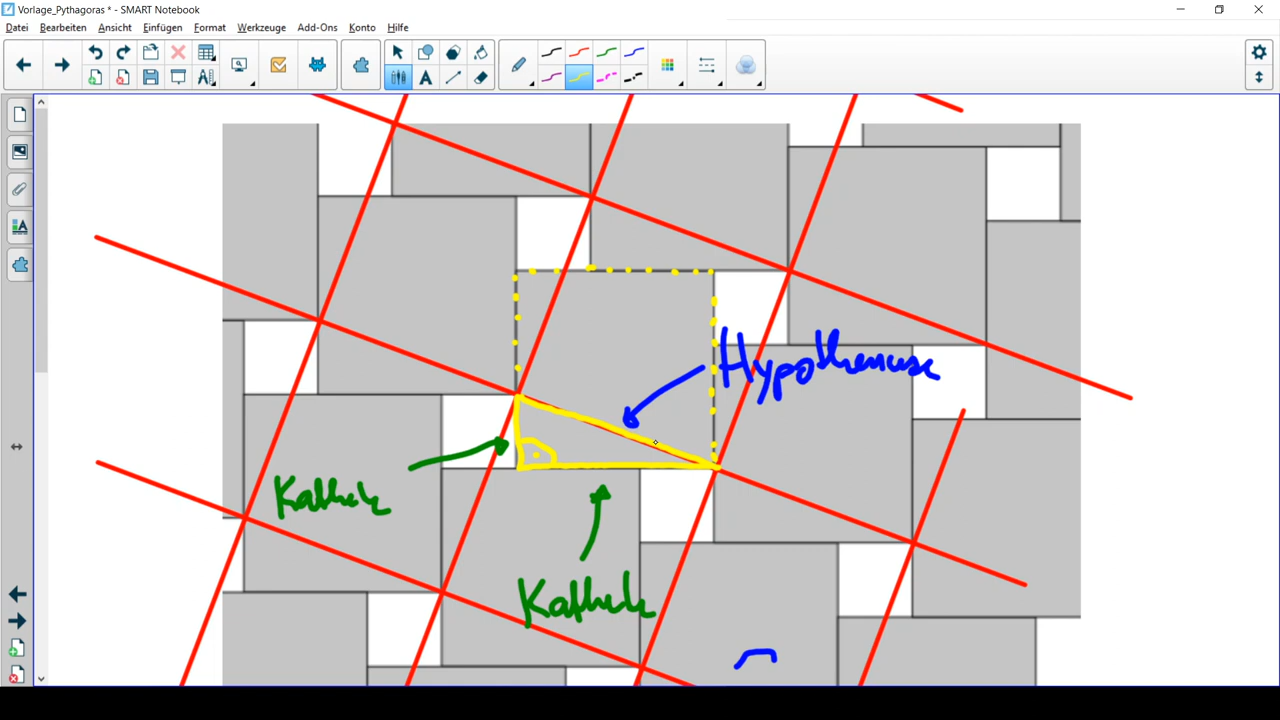 Vorlage_Pythagoras * - SMART Notebook
Datei Bearbeiten Ansicht Einfügen Format Werkzeuge Add-Ons Konto Hilfe
Hypothenuse
Kathete
Kathete